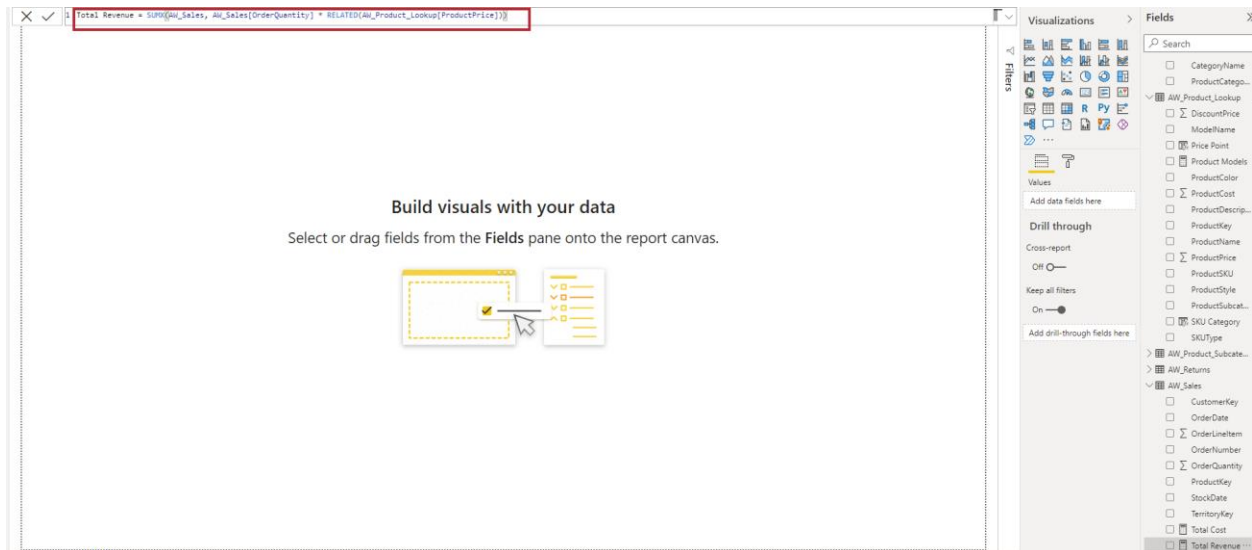 1 Total Revenue = SUMX(AW_Sales, AW_Sales[OrderQuantity] * RELATED(AW_Product_Lookup[ProductPrice]))
Filters
Build visuals with your data
Select or drag fields from the Fields pane onto the report canvas.
Visualizations
R Py
...
Values
Add data fields here
Drill through
Cross-report
Off
Keep all filters
On
Add drill-through fields here
Fields
Search
CategoryName
ProductCatego...
AW_Product_Lookup
DiscountPrice
ModelName
Price Point
Product Models
ProductColor
ProductCost
ProductDescrip...
ProductKey
ProductName
ProductPrice
ProductSKU
ProductStyle
ProductSubcat...
SKU Category
SKUType
AW_Product_Subcate...
AW_Returns
AW_Sales
CustomerKey
OrderDate
OrderLineItem
OrderNumber
OrderQuantity
ProductKey
StockDate
TerritoryKey
Total Cost
Total Revenue ...